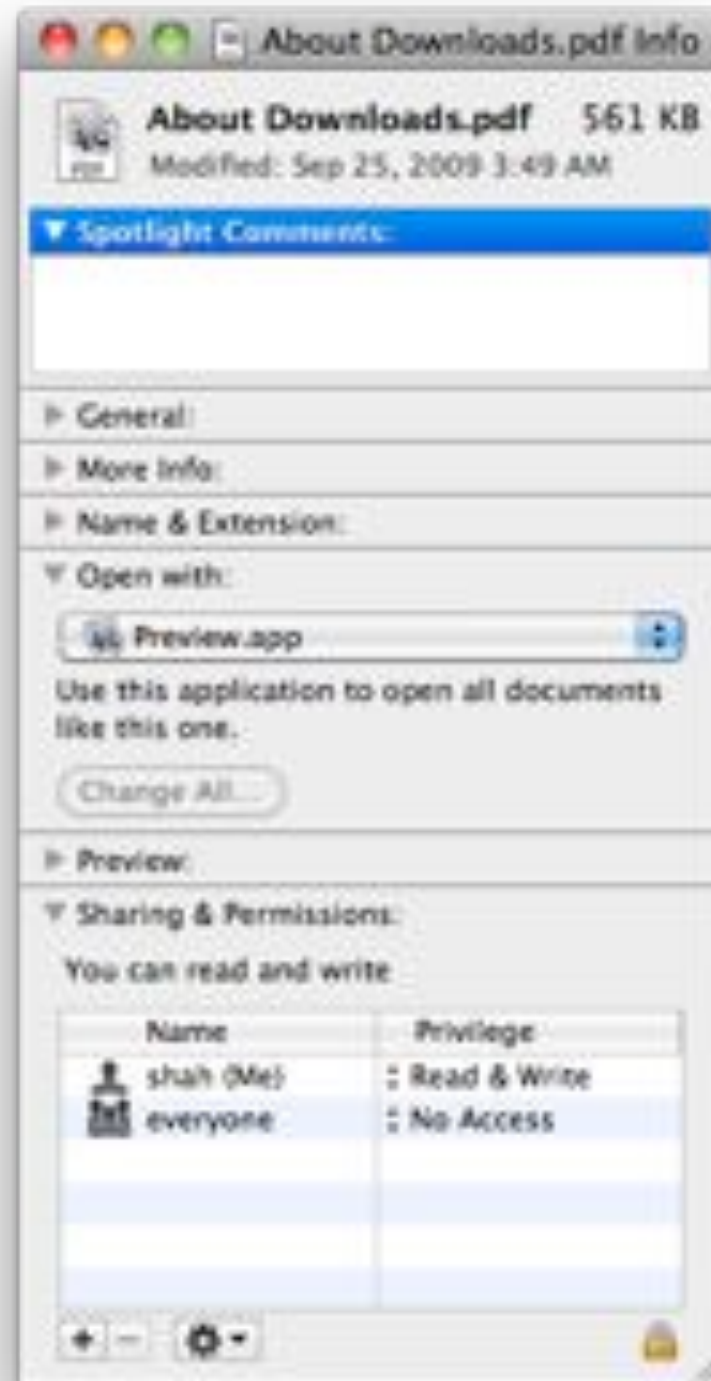 About Downloads.pdf Info
About Downloads.pdf 561 KB
Modified: Sep 25, 2009 3:49 AM
Spotlight Comments:
General:
More Info:
Name & Extension:
Open with:
Preview.app
Use this application to open all documents
like this one.
Change All...
Preview:
Sharing & Permissions:
You can read and write
Name Privilege
shah (Me) Read & Write
everyone No Access